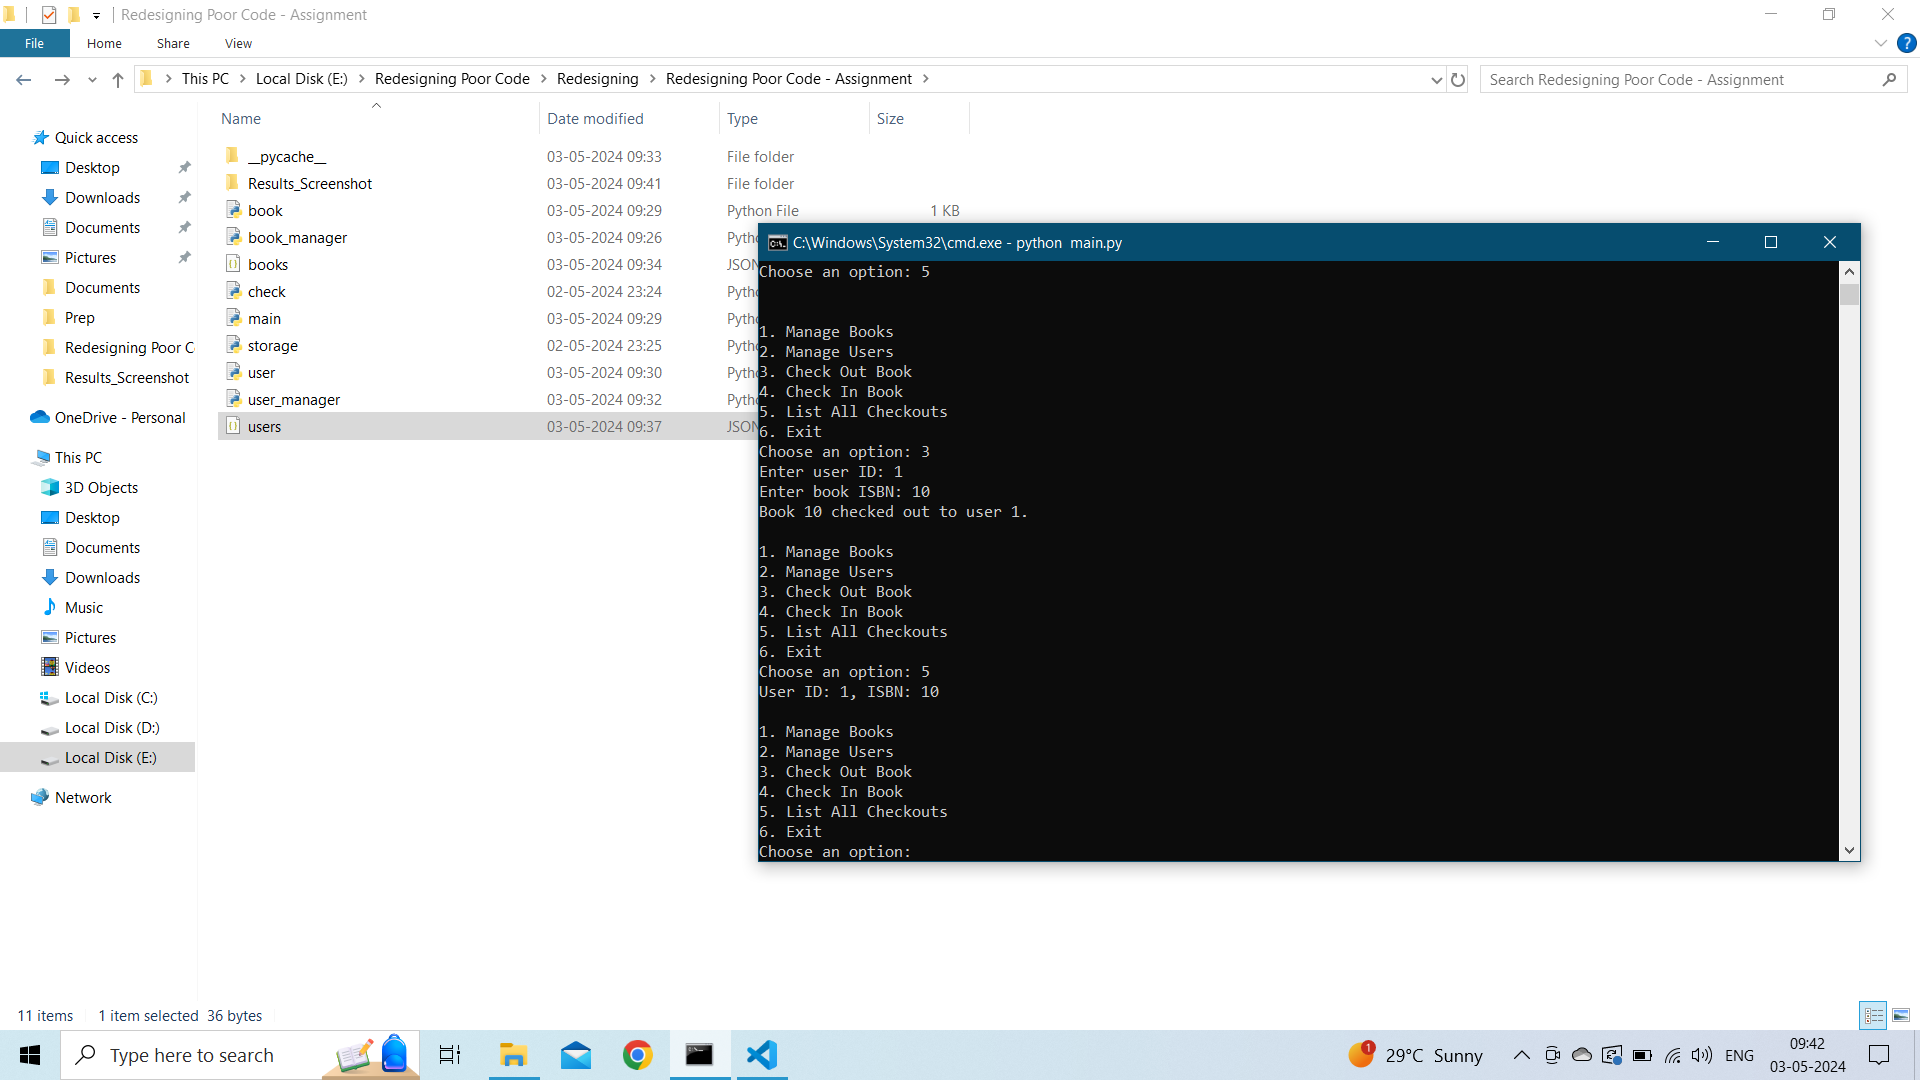 Redesigning Poor Code - Assignment
File Home Share View
This PC Local Disk (E:) Redesigning Poor Code Redesigning Redesigning Poor Code - Assignment
Search Redesigning Poor Code - Assignment
Quick access
Desktop
Downloads
Documents
Pictures
Documents
Prep
Redesigning Poor C
Results_Screenshot
OneDrive - Personal
This PC
3D Objects
Desktop
Documents
Downloads
Music
Pictures
Videos
Local Disk (C:)
Local Disk (D:)
Local Disk (E:)
Network
Name Date modified Type Size
__pycache__ 03-05-2024 09:33 File folder
Results_Screenshot 03-05-2024 09:41 File folder
book 03-05-2024 09:29 Python File 1 KB
book_manager 03-05-2024 09:26 Pytho
books 03-05-2024 09:34 JSON
check 02-05-2024 23:24 Pytho
main 03-05-2024 09:29 Pytho
storage 02-05-2024 23:25 Pytho
user 03-05-2024 09:30 Pytho
user_manager 03-05-2024 09:32 Pytho
users 03-05-2024 09:37 JSON
C:\Windows\System32\cmd.exe - python  main.py
Choose an option: 5
1. Manage Books
2. Manage Users
3. Check Out Book
4. Check In Book
5. List All Checkouts
6. Exit
Choose an option: 3
Enter user ID: 1
Enter book ISBN: 10
Book 10 checked out to user 1.
1. Manage Books
2. Manage Users
3. Check Out Book
4. Check In Book
5. List All Checkouts
6. Exit
Choose an option: 5
User ID: 1, ISBN: 10
1. Manage Books
2. Manage Users
3. Check Out Book
4. Check In Book
5. List All Checkouts
6. Exit
Choose an option:
11 items 1 item selected 36 bytes
Type here to search
1 29°C Sunny
ENG
09:42
03-05-2024